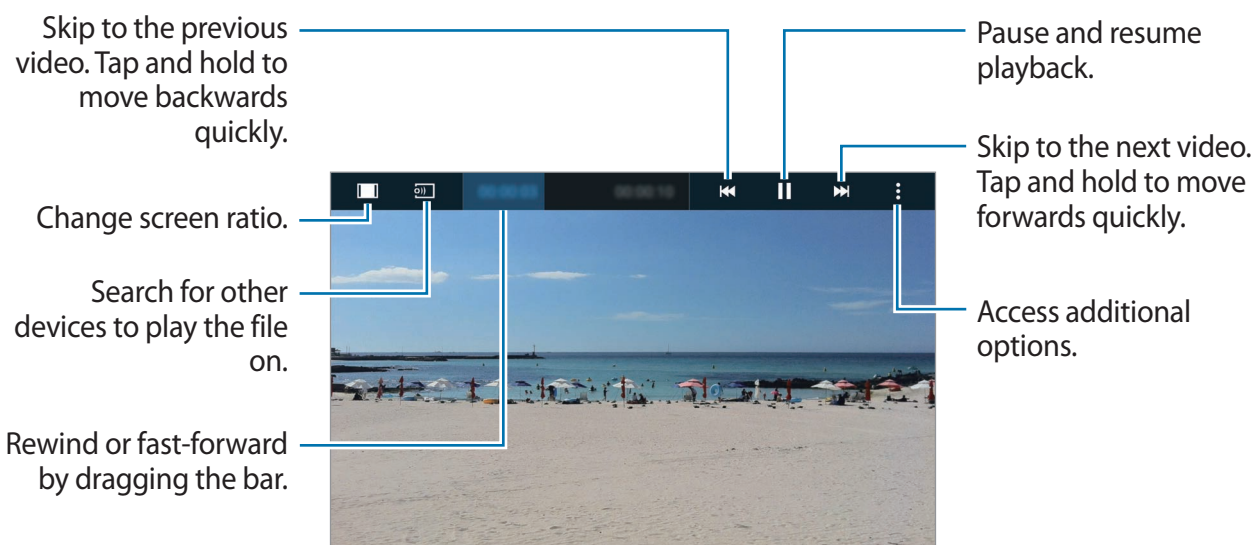 Skip to the previous
video. Tap and hold to
move backwards
quickly.
Change screen ratio.
Search for other
devices to play the file
on.
Rewind or fast-forward
by dragging the bar.
Pause and resume
playback.
Skip to the next video.
Tap and hold to move
forwards quickly.
Access additional
options.